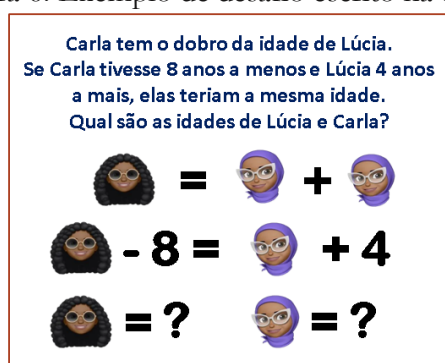 Carla tem o dobro da idade de Lúcia.
Se Carla tivesse 8 anos a menos e Lúcia 4 anos
a mais, elas teriam a mesma idade.
Qual são as idades de Lúcia e Carla?
= +
- 8 = + 4
= ? = ?